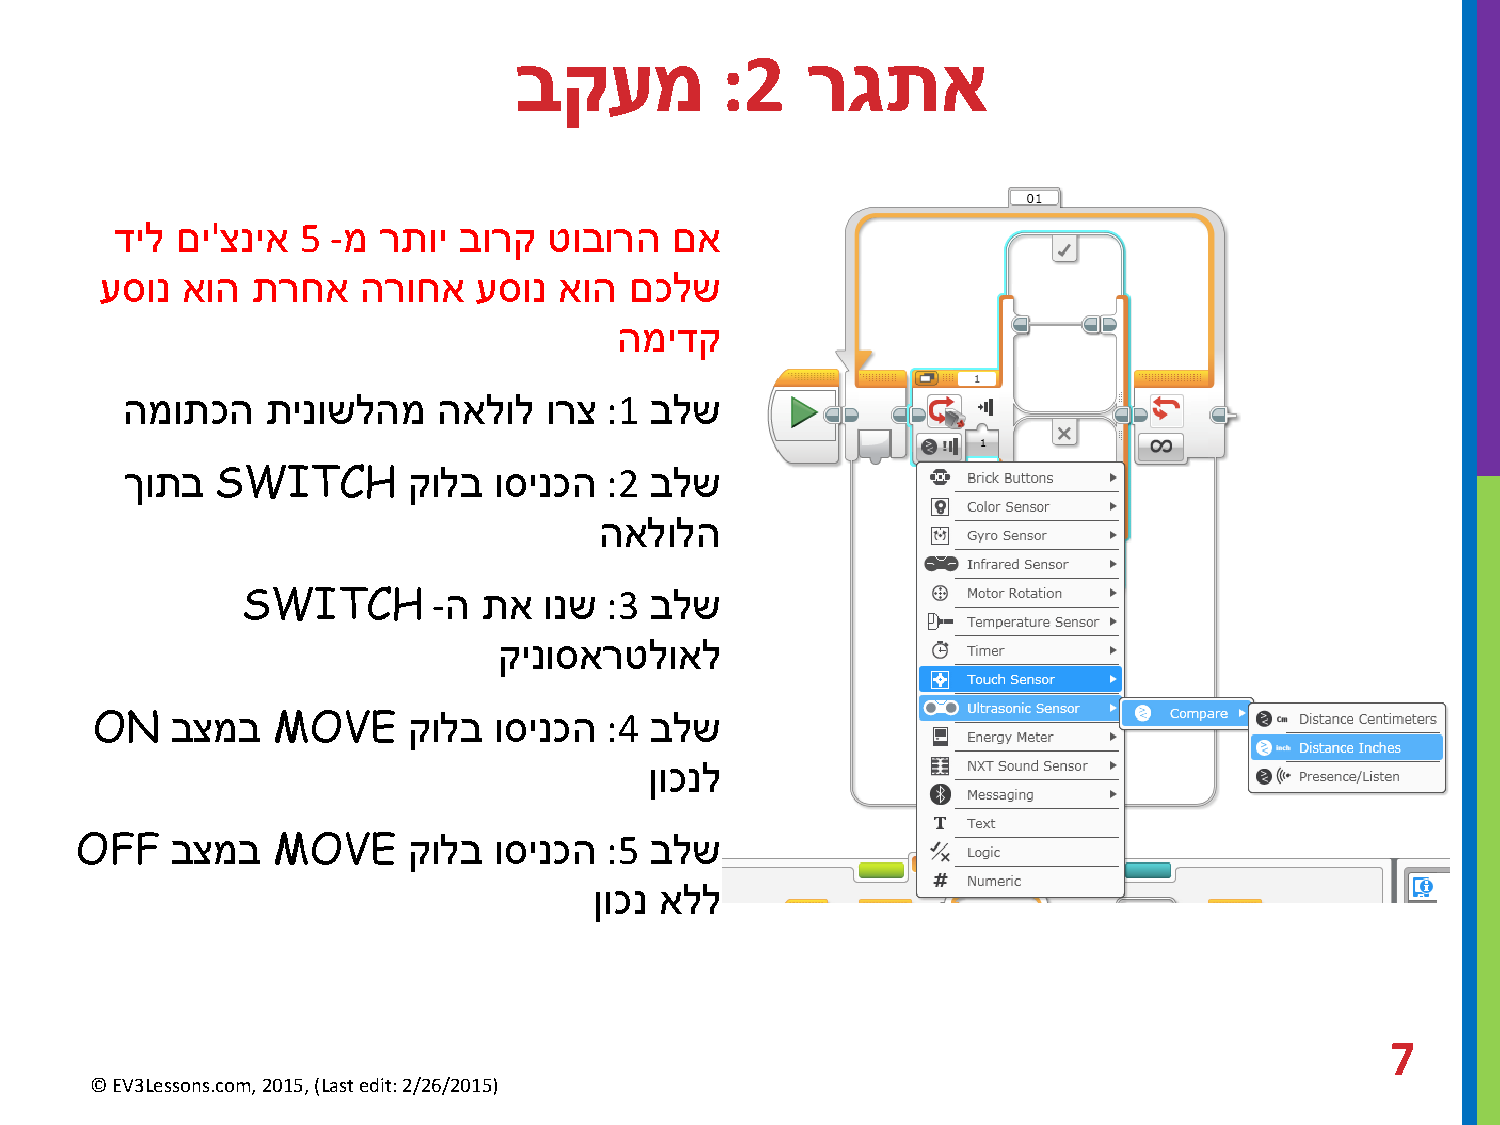 אתגר 2: מעקב
אם הרובוט קרוב יותר מ- 5 אינצ'ים ליד
שלכם הוא נוסע אחורה אחרת הוא נוסע
קדימה
שלב 1: צרו לולאה מהלשונית הכתומה
שלב 2: הכניסו בלוק SWITCH בתוך
הלולאה
שלב 3: שנו את ה- SWITCH
לאולטראסוניק
שלב 4: הכניסו בלוק MOVE במצב ON
לנכון
שלב 5: הכניסו בלוק MOVE במצב OFF
ללא נכון
01
1
1
Brick Buttons
Color Sensor
Gyro Sensor
Infrared Sensor
Motor Rotation
Temperature Sensor
Timer
Touch Sensor
Ultrasonic Sensor
Energy Meter
NXT Sound Sensor
Messaging
T Text
Logic
# Numeric
Compare
Cm Distance Centimeters
Inch Distance Inches
Presence/Listen
7
© EV3Lessons.com, 2015, (Last edit: 2/26/2015)